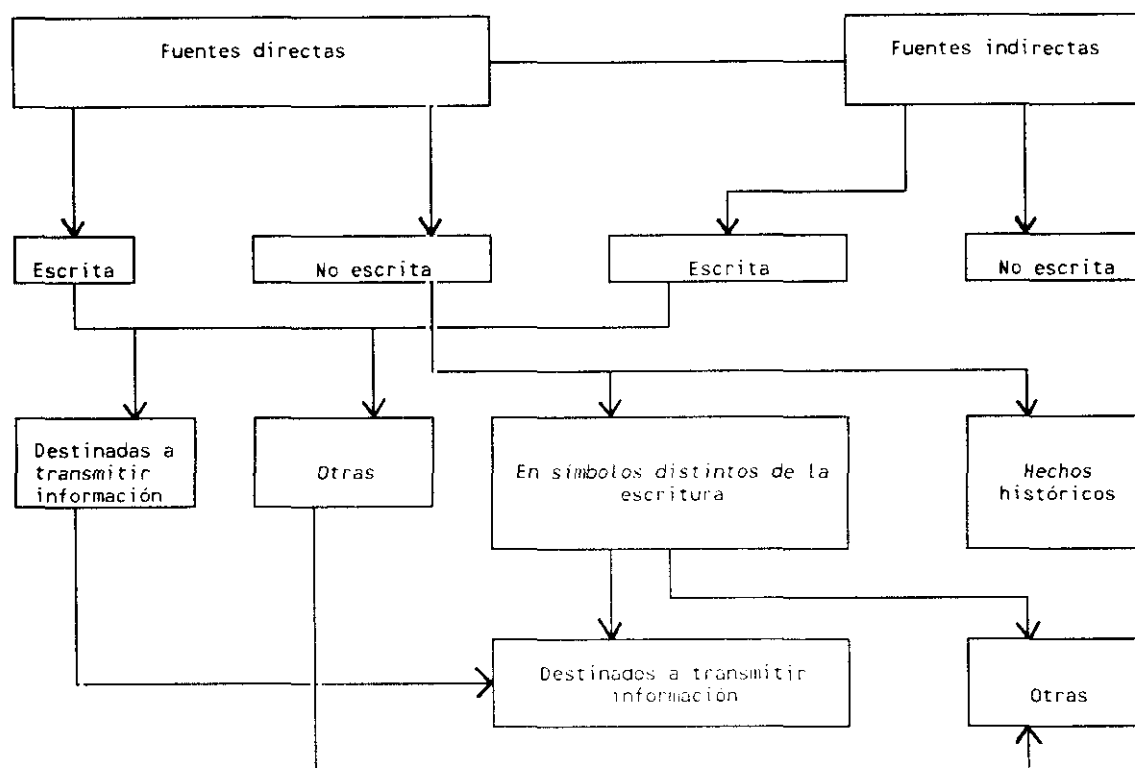 Fuentes directas
Fuentes indirectas
Escrita
No escrita
Escrita
No escrita
Destinadas a
transmitir
información
Otras
En símbolos distintos de la
escritura
Hechos
históricos
Destinados a transmitir
información
Otras